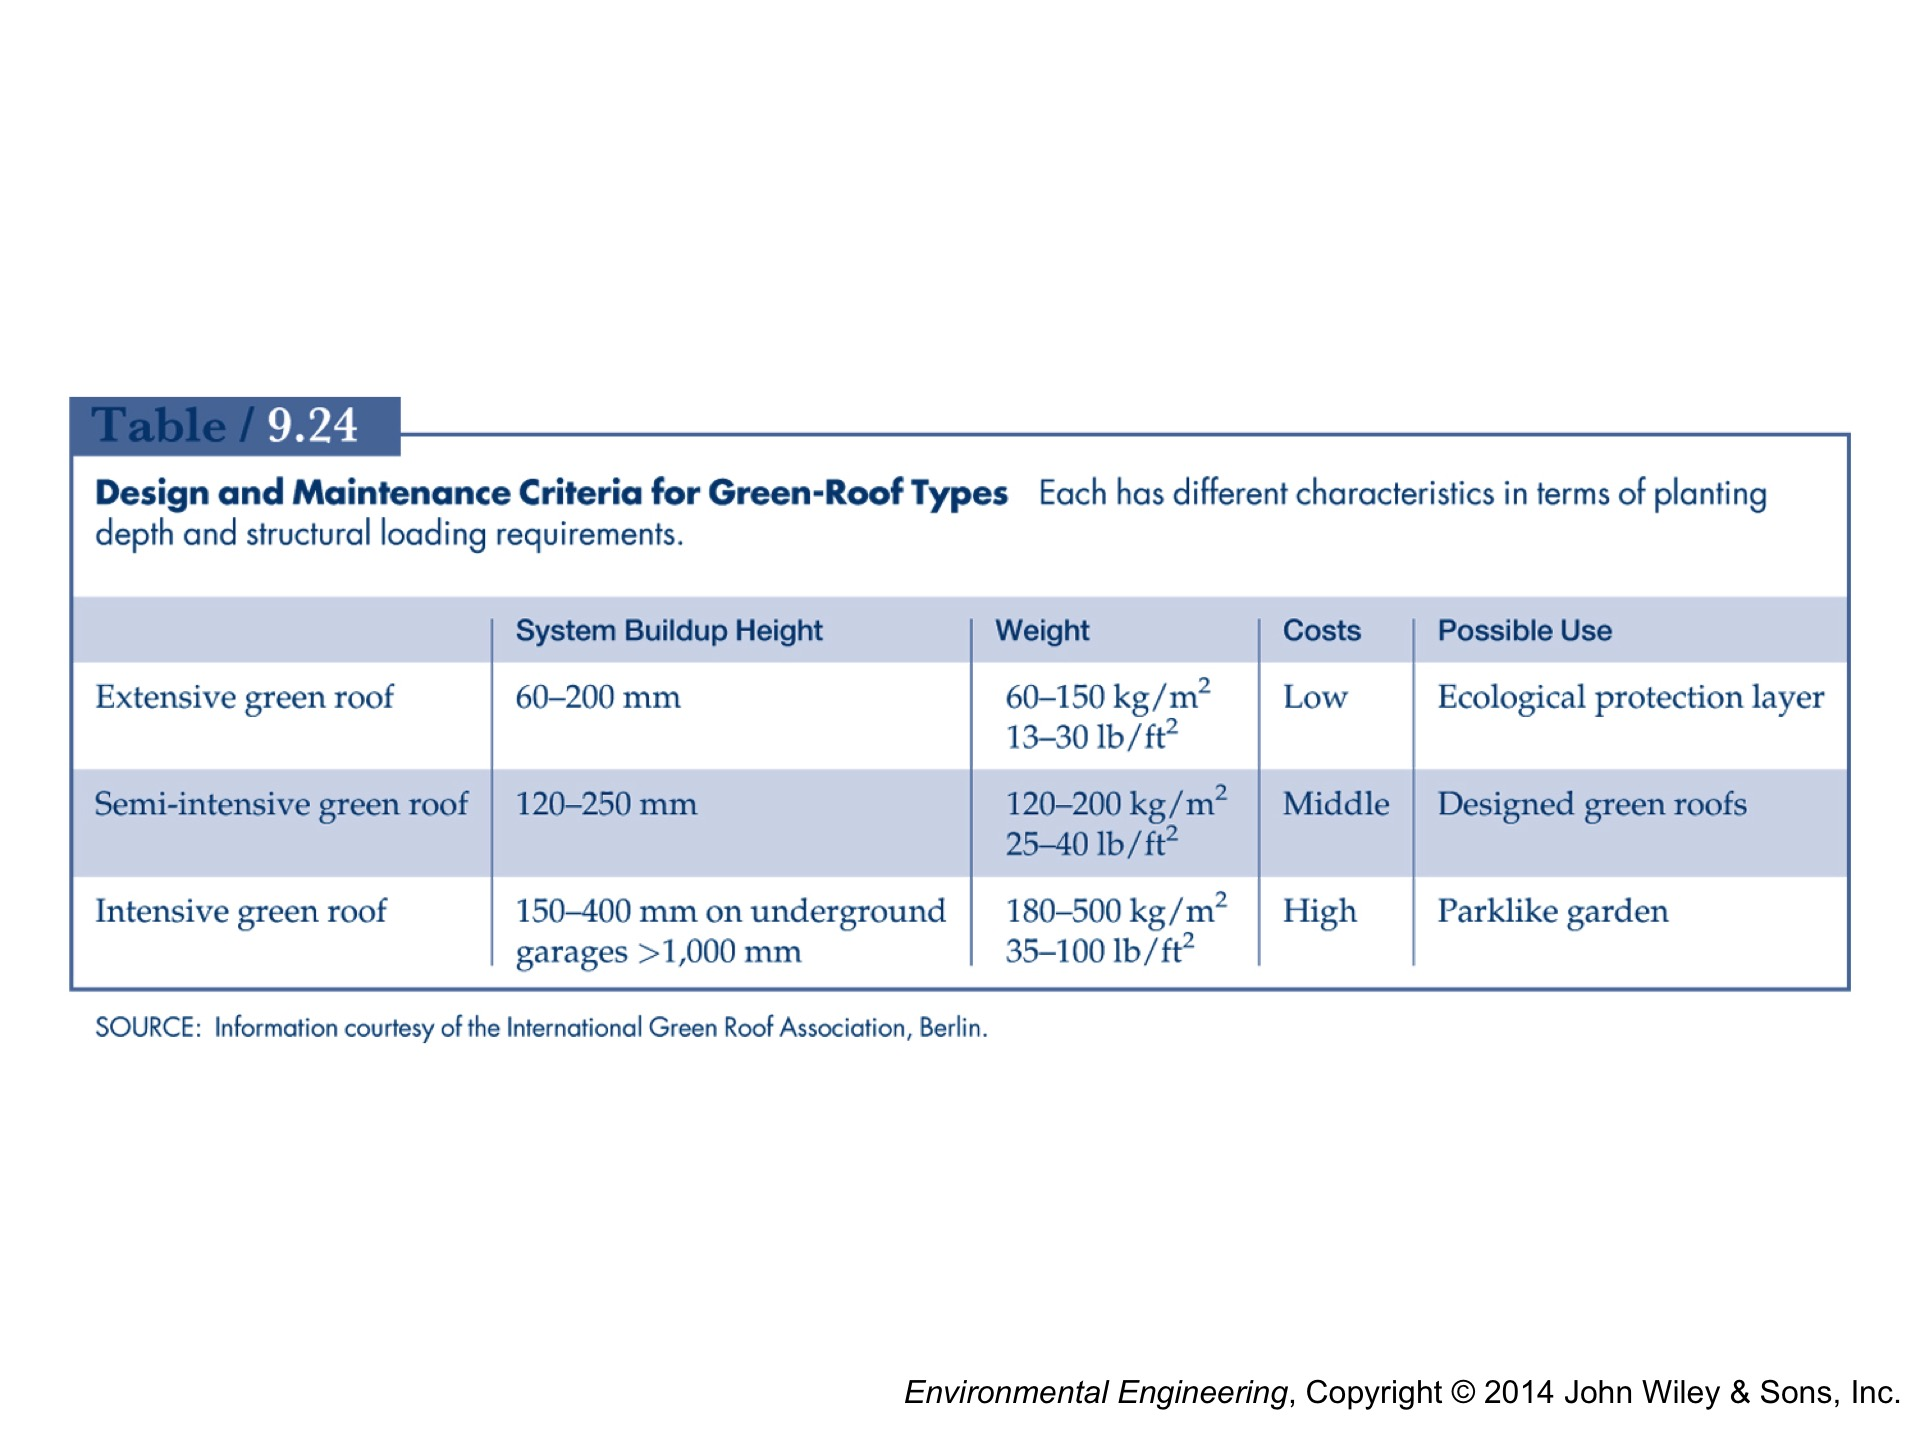 Table / 9.24
Design and Maintenance Criteria for Green-Roof Types Each has different characteristics in terms of planting
depth and structural loading requirements.
System Buildup Height Weight Costs Possible Use
Extensive green roof 60–200 mm 60–150 kg/m² Low Ecological protection layer
13–30 lb/ft²
Semi-intensive green roof 120–250 mm 120–200 kg/m² Middle Designed green roofs
25–40 lb/ft²
Intensive green roof 150–400 mm on underground 180–500 kg/m² High Parklike garden
garages >1,000 mm 35–100 lb/ft²
SOURCE: Information courtesy of the International Green Roof Association, Berlin.
Environmental Engineering, Copyright © 2014 John Wiley & Sons, Inc.